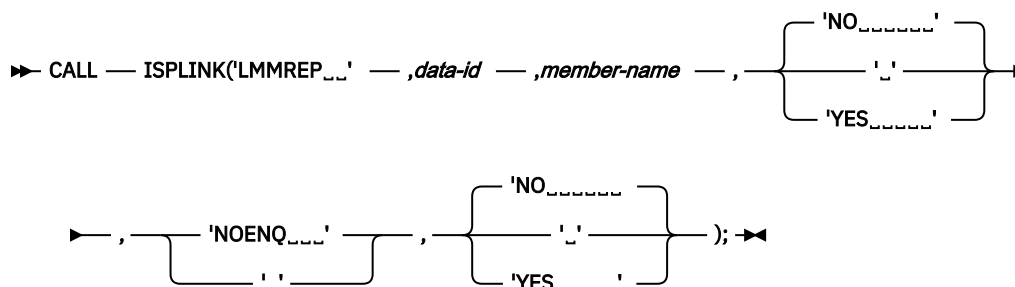 'NO␣␣␣␣␣␣'
CALL ISPLINK('LMMREP␣␣' ,data-id ,member-name , '␣'
'YES␣␣␣␣␣'
'NO␣␣␣␣␣␣
, 'NOENQ␣␣␣' , '␣' );
'␣' 'YES␣␣␣␣␣'